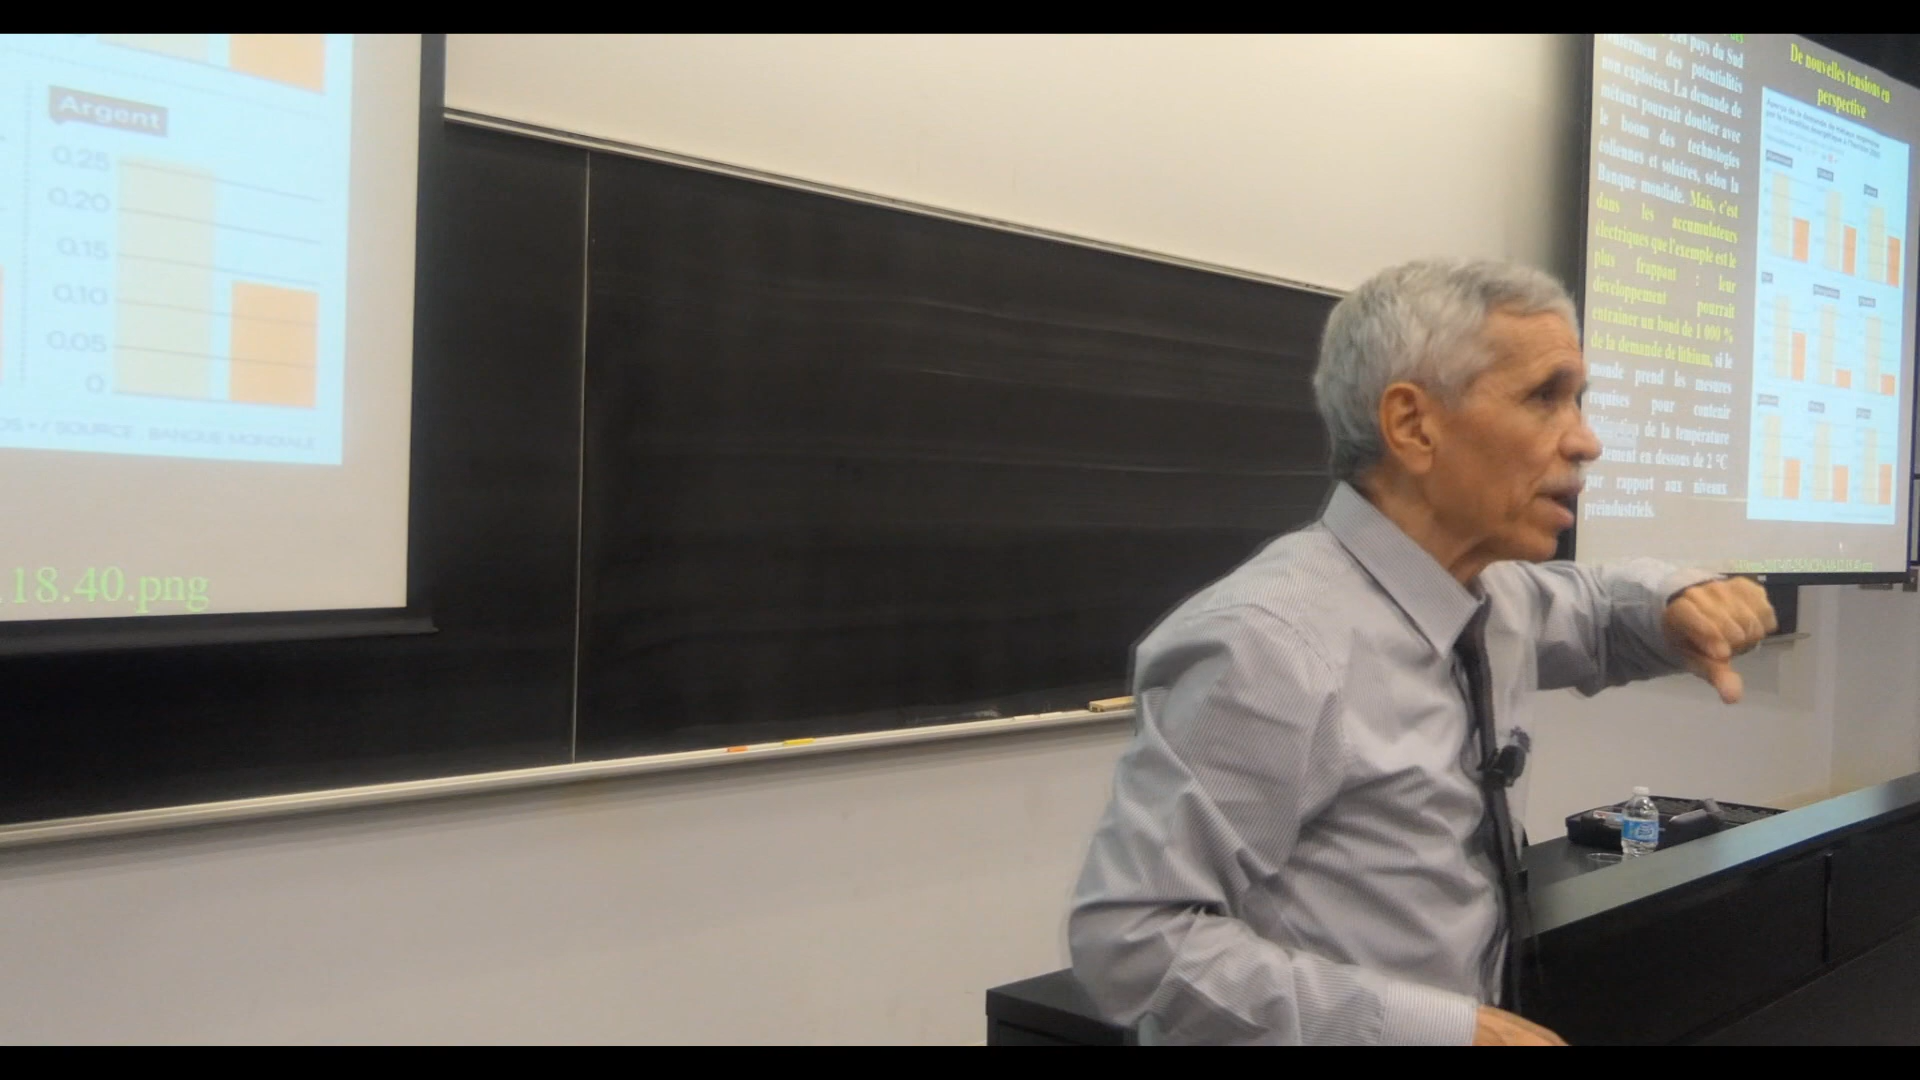 Argent
0.25
0.20
0.15
0.10
0.05
0
SOURCE : BANQUE MONDIALE
.18.40.png
Les pays du Sud
renferment des potentialités
non explorées. La demande de
métaux pourrait doubler avec
le boom des technologies
éoliennes et solaires, selon la
Banque mondiale. Mais, c'est
dans les accumulateurs
électriques que l'exemple est le
plus frappant : leur
développement pourrait
entraîner un bond de 1 000 %
de la demande de lithium, si le
monde prend les mesures
requises pour contenir
de la température
en dessous de 2 °C
par rapport aux niveaux
préindustriels.
De nouvelles tensions en
perspective